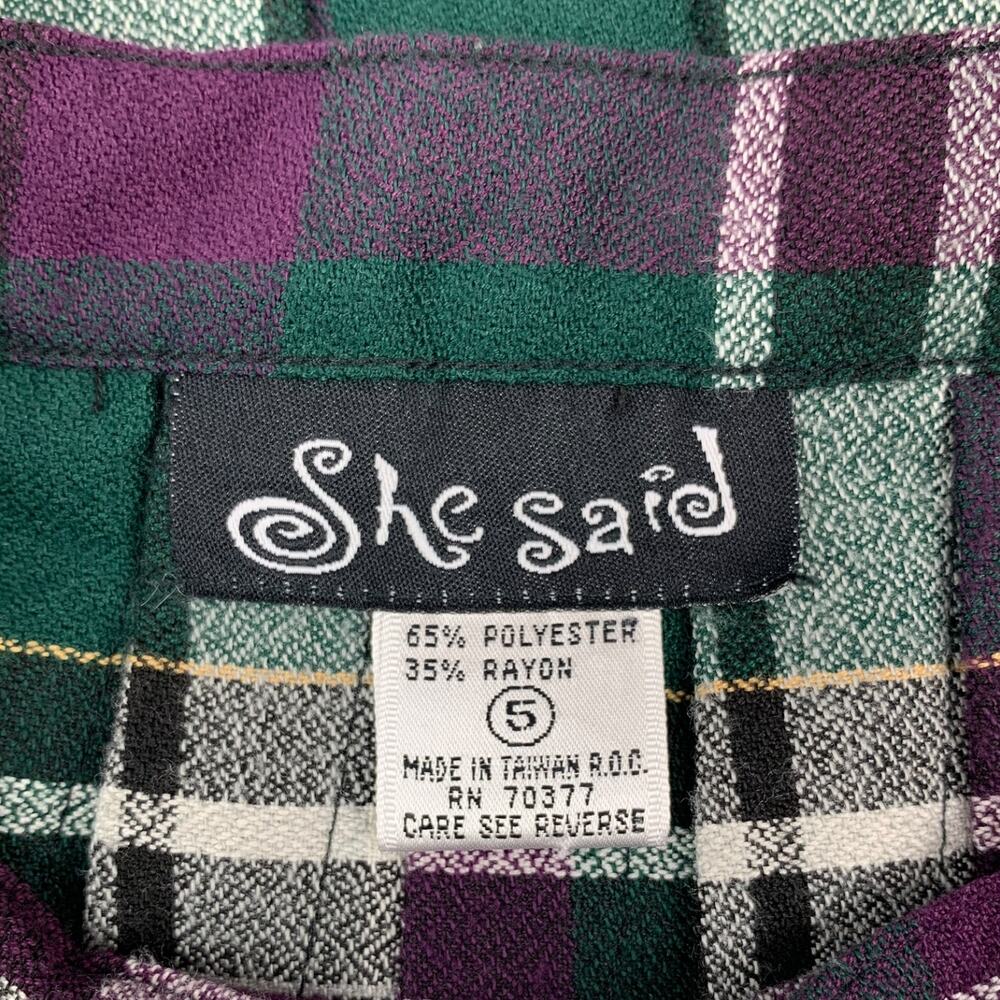 She said
65% POLYESTER
35% RAYON
5
MADE IN TAIWAN R.O.C.
RN 70377
CARE SEE REVERSE